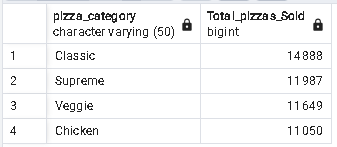 pizza_category Total_pizzas_Sold
character varying (50) bigint
1 Classic 14888
2 Supreme 11987
3 Veggie 11649
4 Chicken 11050